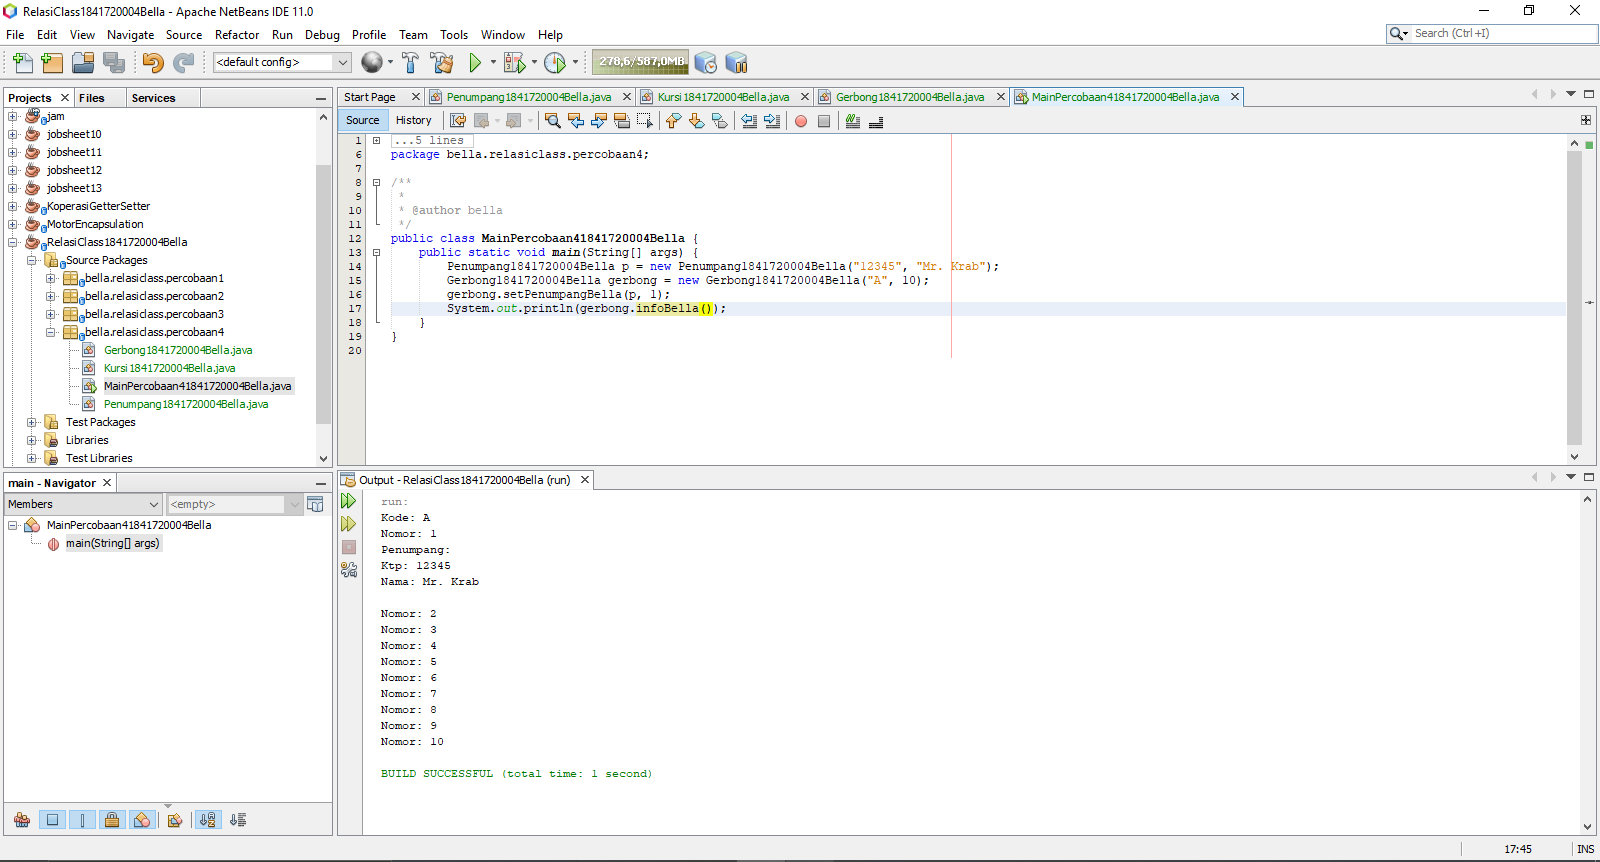 RelasiClass1841720004Bella - Apache NetBeans IDE 11.0
File Edit View Navigate Source Refactor Run Debug Profile Team Tools Window Help
Search (Ctrl+I)
<default config>
278,6/587,0MB
Projects Files Services
jam
jobsheet10
jobsheet11
jobsheet12
jobsheet13
KoperasiGetterSetter
MotorEncapsulation
RelasiClass1841720004Bella
Source Packages
bella.relasiclass.percobaan1
bella.relasiclass.percobaan2
bella.relasiclass.percobaan3
bella.relasiclass.percobaan4
Gerbong1841720004Bella.java
Kursi1841720004Bella.java
MainPercobaan41841720004Bella.java
Penumpang1841720004Bella.java
Test Packages
Libraries
Test Libraries
Start Page Penumpang1841720004Bella.java Kursi1841720004Bella.java Gerbong1841720004Bella.java MainPercobaan41841720004Bella.java
Source History
1 ...5 lines
6 package bella.relasiclass.percobaan4;
7
8 /**
9 *
10 * @author bella
11 */
12 public class MainPercobaan41841720004Bella {
13 public static void main(String[] args) {
14 Penumpang1841720004Bella p = new Penumpang1841720004Bella("12345", "Mr. Krab");
15 Gerbong1841720004Bella gerbong = new Gerbong1841720004Bella("A", 10);
16 gerbong.setPenumpangBella(p, 1);
17 System.out.println(gerbong.infoBella());
18 }
19 }
20
main - Navigator
Members <empty>
MainPercobaan41841720004Bella
main(String[] args)
Output - RelasiClass1841720004Bella (run)
run:
Kode: A
Nomor: 1
Penumpang:
Ktp: 12345
Nama: Mr. Krab
Nomor: 2
Nomor: 3
Nomor: 4
Nomor: 5
Nomor: 6
Nomor: 7
Nomor: 8
Nomor: 9
Nomor: 10
BUILD SUCCESSFUL (total time: 1 second)
17:45 INS